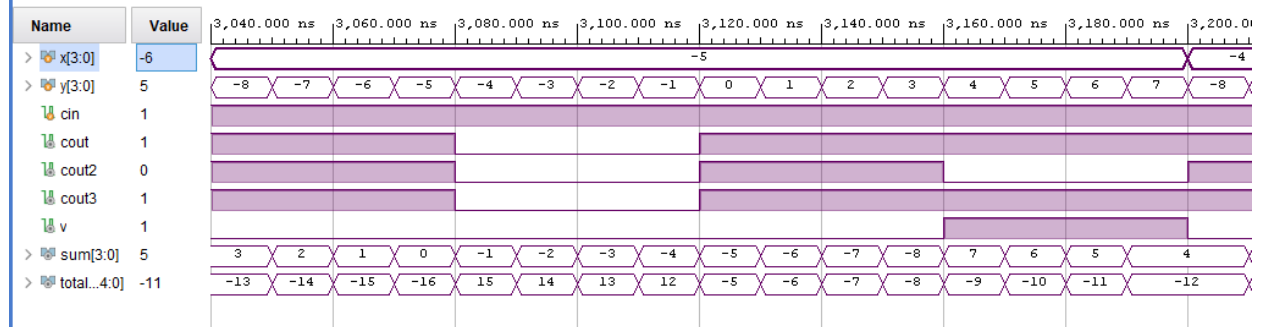 Name Value 3,040.000 ns 3,060.000 ns 3,080.000 ns 3,100.000 ns 3,120.000 ns 3,140.000 ns 3,160.000 ns 3,180.000 ns 3,200.0
> x[3:0] -6 -5 -4
> y[3:0] 5 -8 -7 -6 -5 -4 -3 -2 -1 0 1 2 3 4 5 6 7 -8
cin 1
cout 1
cout2 0
cout3 1
v 1
> sum[3:0] 5 3 2 1 0 -1 -2 -3 -4 -5 -6 -7 -8 7 6 5 4
> total...4:0] -11 -13 -14 -15 -16 15 14 13 12 -5 -6 -7 -8 -9 -10 -11 -12